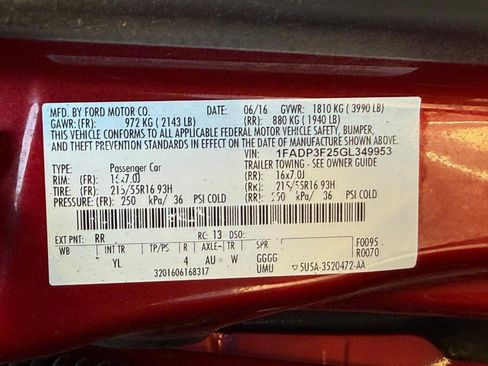 MFD. BY FORD MOTOR CO. DATE: 06/16 GVWR: 1810 KG ( 3990 LB)
GAWR: (FR): 972 KG ( 2143 LB) (RR): 880 KG ( 1940 LB)
THIS VEHICLE CONFORMS TO ALL APPLICABLE FEDERAL MOTOR VEHICLE SAFETY, BUMPER,
AND THEFT PREVENTION STANDARDS IN EFFECT ON THE DATE OF MANUFACTURE SHOWN ABOVE.
VIN: 1FADP3F25GL349953
TYPE: Passenger Car TRAILER TOWING - SEE OWNER GUIDE
RIM: (FR): 16x7.0J (RR): 16x7.0J
TIRE: (FR): 215/55R16 93H (RR): 215/55R16 93H
(FR): 250 kPa/ 36 PSI COLD (RR): 250 kPa/ 36 PSI COLD
EXT PNT: RR RC: 13 DSO: F0095
WB INT TR TP/PS R AXLE TR SPR R0070
YL 4 AU W GGGG
3201606168317 UMU 5U5A-3520472-AA